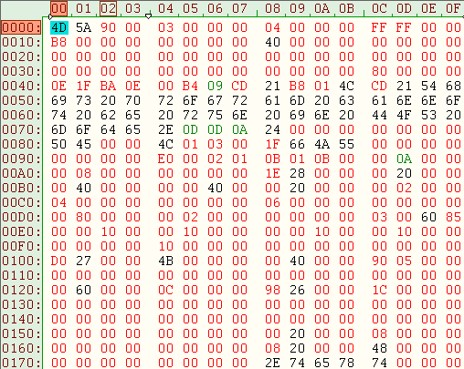 00 01 02 03 04 05 06 07 08 09 0A 0B 0C 0D 0E 0F
0000: 4D 5A 90 00 03 00 00 00 04 00 00 00 FF FF 00 00
0010: B8 00 00 00 00 00 00 00 40 00 00 00 00 00 00 00
0020: 00 00 00 00 00 00 00 00 00 00 00 00 00 00 00 00
0030: 00 00 00 00 00 00 00 00 00 00 00 00 80 00 00 00
0040: 0E 1F BA 0E 00 B4 09 CD 21 B8 01 4C CD 21 54 68
0050: 69 73 20 70 72 6F 67 72 61 6D 20 63 61 6E 6E 6F
0060: 74 20 62 65 20 72 75 6E 20 69 6E 20 44 4F 53 20
0070: 6D 6F 64 65 2E 0D 0D 0A 24 00 00 00 00 00 00 00
0080: 50 45 00 00 4C 01 03 00 1F 66 4A 55 00 00 00 00
0090: 00 00 00 00 E0 00 02 01 0B 01 0B 00 00 0A 00 00
00A0: 00 08 00 00 00 00 00 00 1E 28 00 00 00 20 00 00
00B0: 00 40 00 00 00 00 40 00 00 20 00 00 00 02 00 00
00C0: 04 00 00 00 00 00 00 00 06 00 00 00 00 00 00 00
00D0: 00 80 00 00 00 02 00 00 00 00 00 00 03 00 60 85
00E0: 00 00 10 00 00 10 00 00 00 00 10 00 00 10 00 00
00F0: 00 00 00 00 10 00 00 00 00 00 00 00 00 00 00 00
0100: D0 27 00 00 4B 00 00 00 00 40 00 00 90 05 00 00
0110: 00 00 00 00 00 00 00 00 00 00 00 00 00 00 00 00
0120: 00 60 00 00 0C 00 00 00 98 26 00 00 1C 00 00 00
0130: 00 00 00 00 00 00 00 00 00 00 00 00 00 00 00 00
0140: 00 00 00 00 00 00 00 00 00 00 00 00 00 00 00 00
0150: 00 00 00 00 00 00 00 00 00 20 00 00 08 00 00 00
0160: 00 00 00 00 00 00 00 00 08 20 00 00 48 00 00 00
0170: 00 00 00 00 00 00 00 00 2E 74 65 78 74 00 00 00